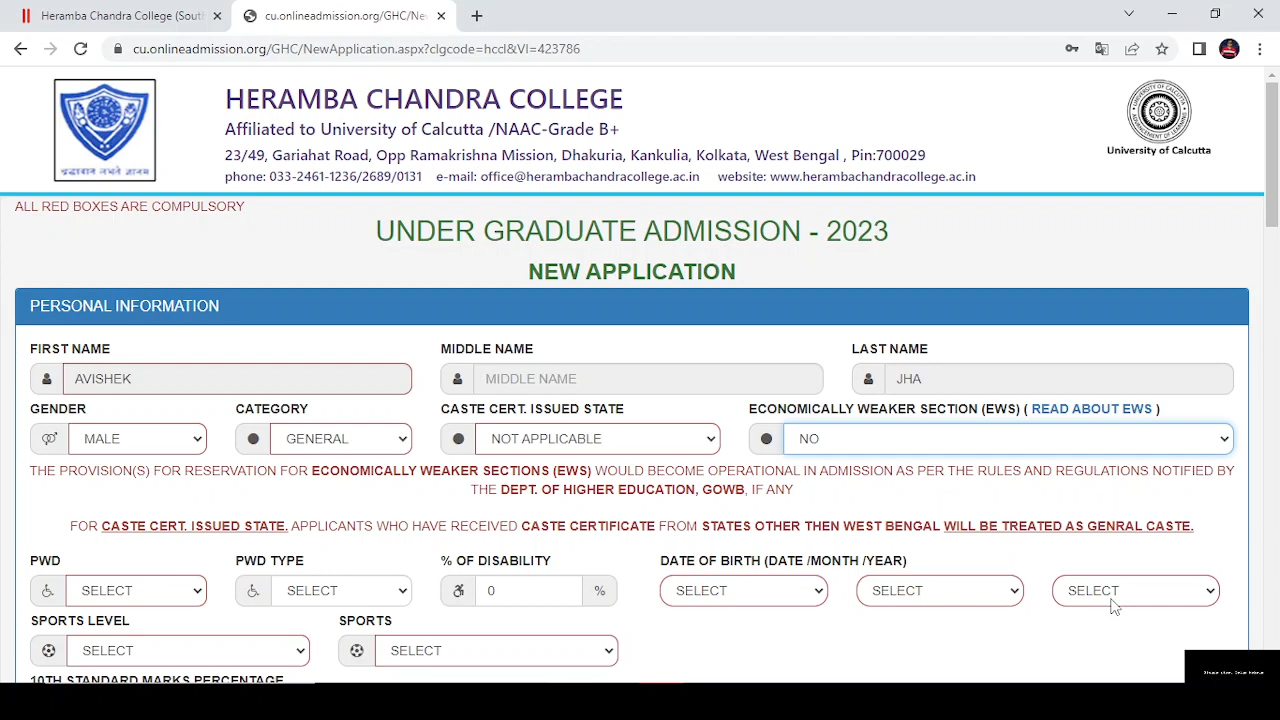 Heramba Chandra College (Sout
cu.onlineadmission.org/GHC/Ne
cu.onlineadmission.org/GHC/NewApplication.aspx?clgcode=hccl&VI=423786
HERAMBA CHANDRA COLLEGE
Affiliated to University of Calcutta /NAAC-Grade B+
23/49, Gariahat Road, Opp Ramakrishna Mission, Dhakuria, Kankulia, Kolkata, West Bengal , Pin:700029
phone: 033-2461-1236/2689/0131 e-mail: office@herambachandracollege.ac.in website: www.herambachandracollege.ac.in
University of Calcutta
ALL RED BOXES ARE COMPULSORY
UNDER GRADUATE ADMISSION - 2023
NEW APPLICATION
PERSONAL INFORMATION
FIRST NAME MIDDLE NAME LAST NAME
AVISHEK MIDDLE NAME JHA
GENDER CATEGORY CASTE CERT. ISSUED STATE ECONOMICALLY WEAKER SECTION (EWS) ( READ ABOUT EWS )
MALE GENERAL NOT APPLICABLE NO
THE PROVISION(S) FOR RESERVATION FOR ECONOMICALLY WEAKER SECTIONS (EWS) WOULD BECOME OPERATIONAL IN ADMISSION AS PER THE RULES AND REGULATIONS NOTIFIED BY
THE DEPT. OF HIGHER EDUCATION, GOWB, IF ANY
FOR CASTE CERT. ISSUED STATE. APPLICANTS WHO HAVE RECEIVED CASTE CERTIFICATE FROM STATES OTHER THEN WEST BENGAL WILL BE TREATED AS GENRAL CASTE.
PWD PWD TYPE % OF DISABILITY DATE OF BIRTH (DATE /MONTH /YEAR)
SELECT SELECT 0 % SELECT SELECT SELECT
SPORTS LEVEL SPORTS
SELECT SELECT
10TH STANDARD MARKS PERCENTAGE